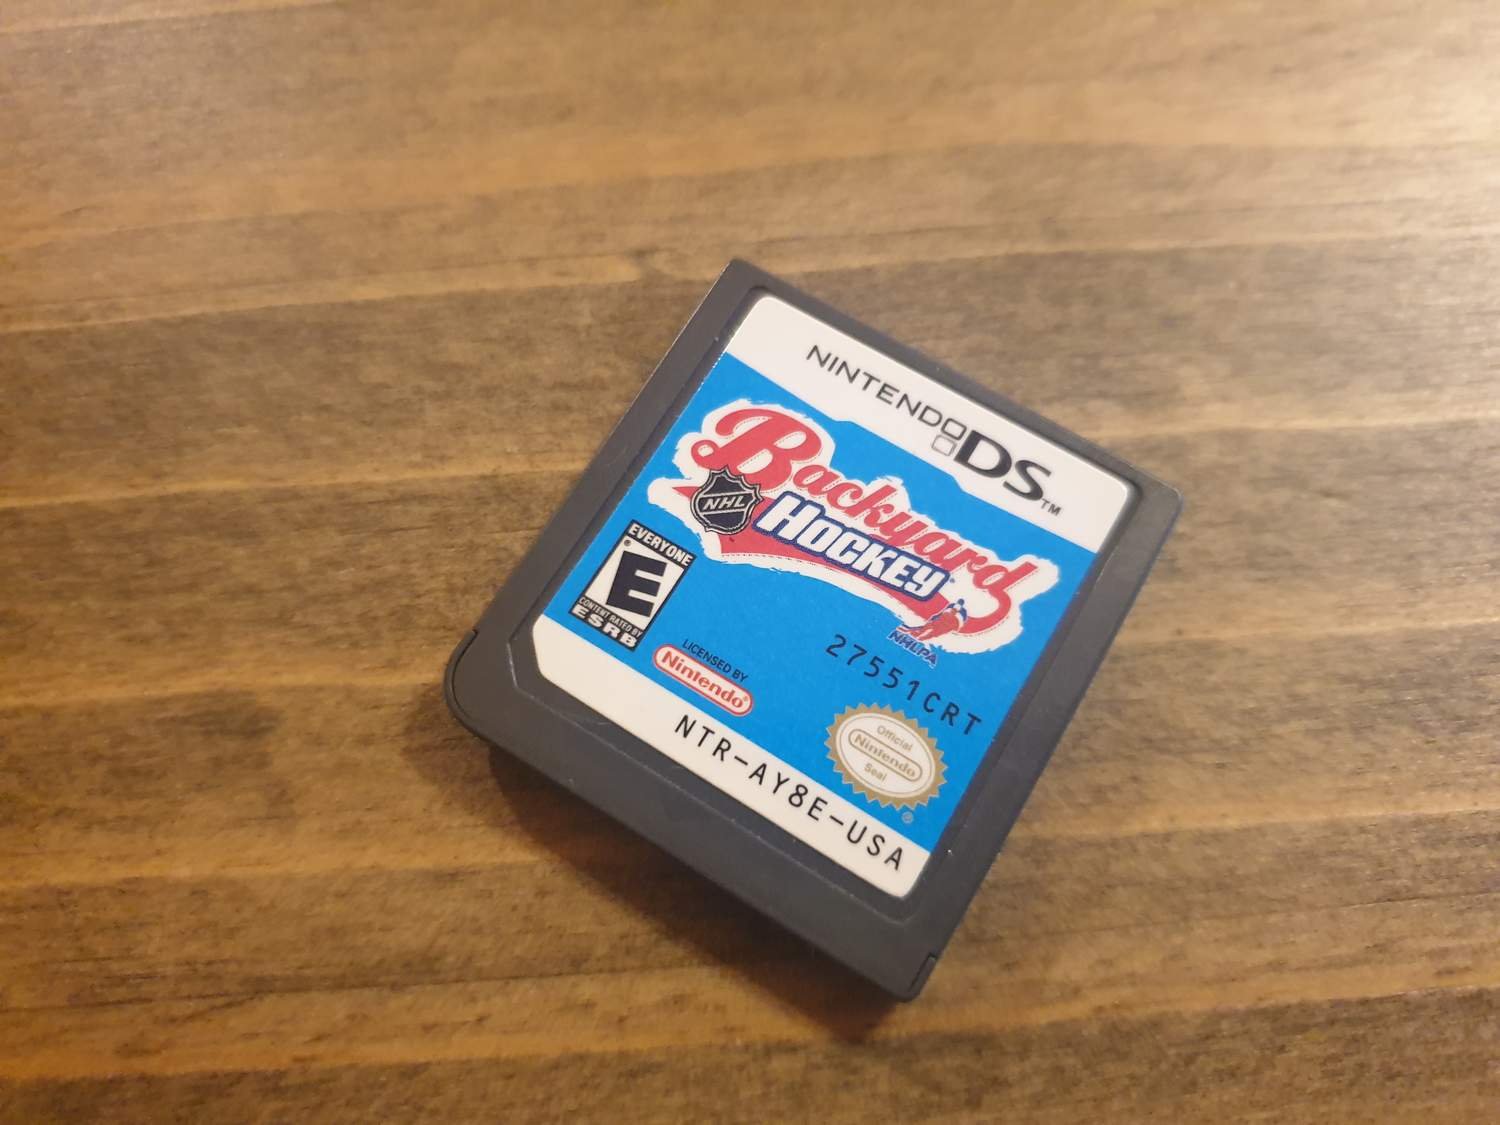 NINTENDO DS™
Backyard
NHL HOCKEY
NHLPA
EVERYONE
E
CONTENT RATED BY
ESRB
27551CRT
LICENSED BY
Nintendo®
Official
Nintendo
Seal
®
NTR-AY8E-USA